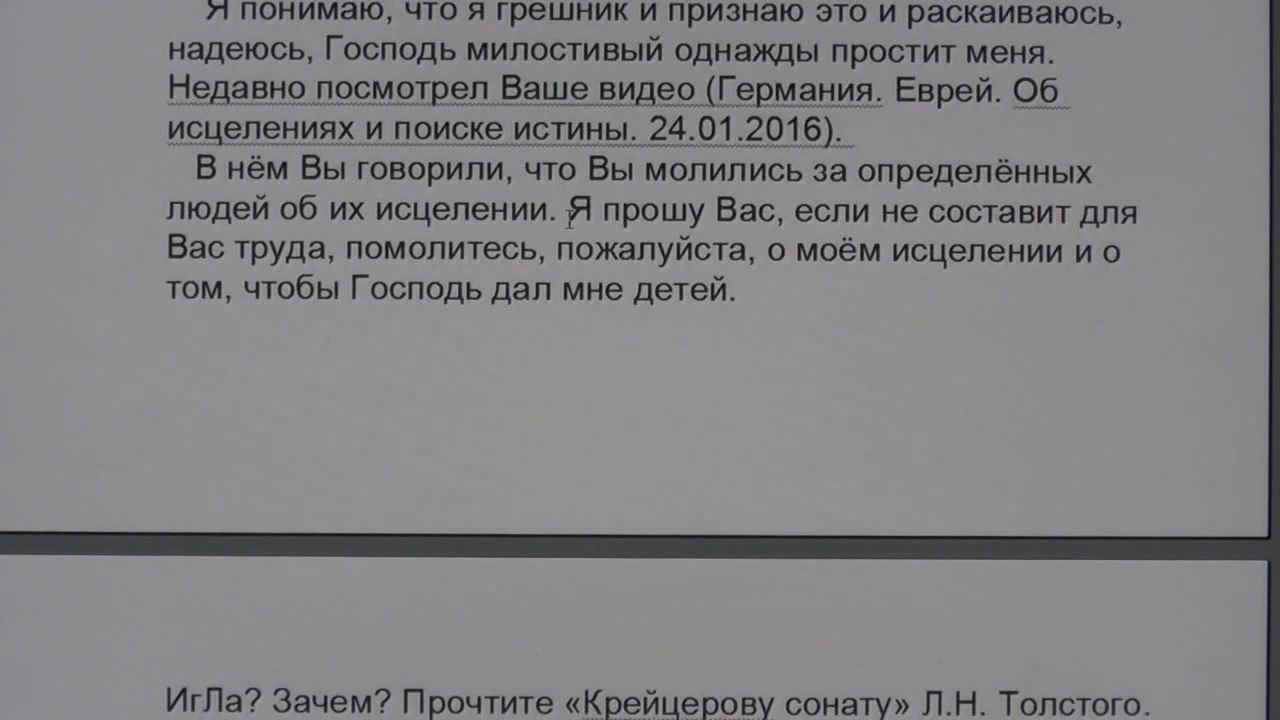 Я понимаю, что я грешник и признаю это и раскаиваюсь,
надеюсь, Господь милостивый однажды простит меня.
Недавно посмотрел Ваше видео (Германия. Еврей. Об
исцелениях и поиске истины. 24.01.2016).
В нём Вы говорили, что Вы молились за определённых
людей об их исцелении. Я прошу Вас, если не составит для
Вас труда, помолитесь, пожалуйста, о моём исцелении и о
том, чтобы Господь дал мне детей.
ИгЛа? Зачем? Прочтите «Крейцерову сонату» Л.Н. Толстого.